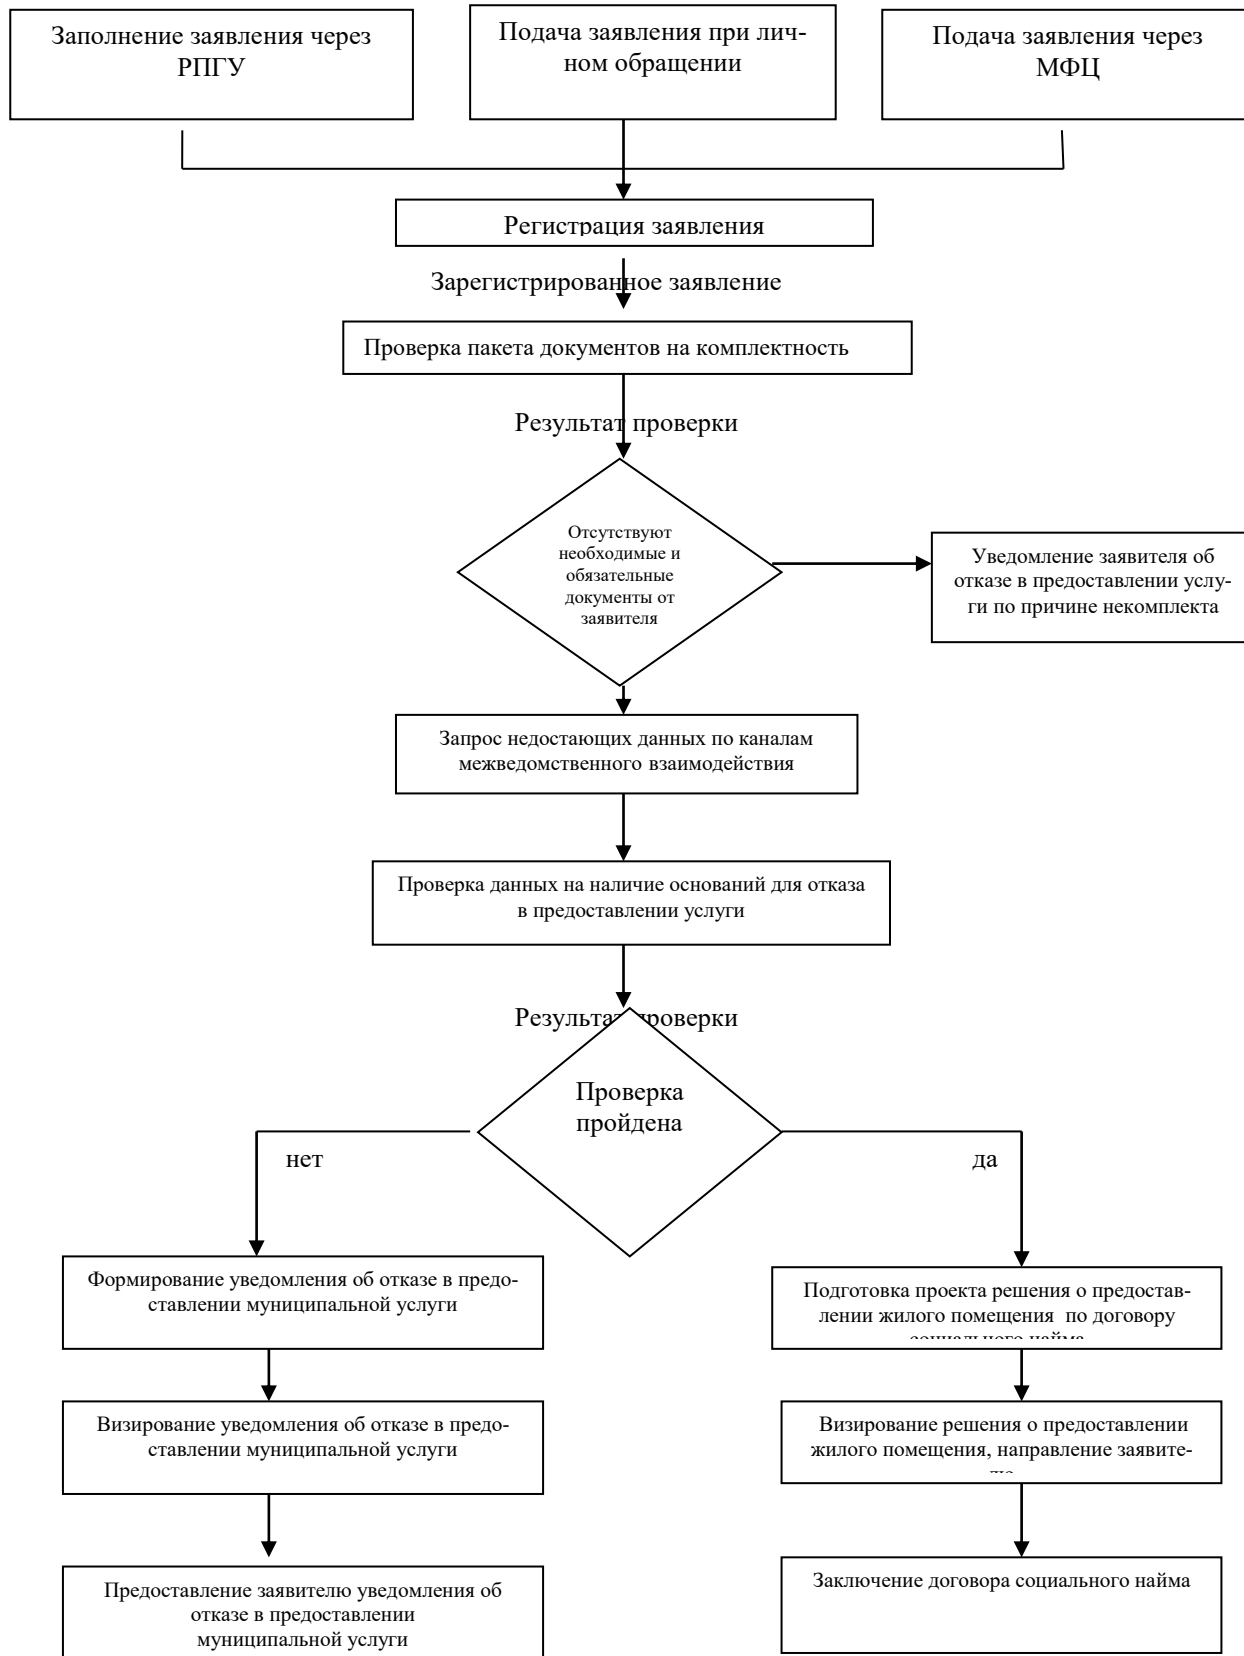 Заполнение заявления через
РПГУ
Подача заявления при лич-
ном обращении
Подача заявления через
МФЦ
Регистрация заявления
Зарегистрированное заявление
Проверка пакета документов на комплектность
Результат проверки
Отсутствуют
необходимые и
обязательные
документы от
заявителя
Уведомление заявителя об
отказе в предоставлении услу-
ги по причине некомплекта
Запрос недостающих данных по каналам
межведомственного взаимодействия
Проверка данных на наличие оснований для отказа
в предоставлении услуги
Результат проверки
Проверка
пройдена
нет
да
Формирование уведомления об отказе в предо-
ставлении муниципальной услуги
Подготовка проекта решения о предостав-
лении жилого помещения по договору
социального найма
Визирование уведомления об отказе в предо-
ставлении муниципальной услуги
Визирование решения о предоставлении
жилого помещения, направление заявите-
лю
Предоставление заявителю уведомления об
отказе в предоставлении
муниципальной услуги
Заключение договора социального найма